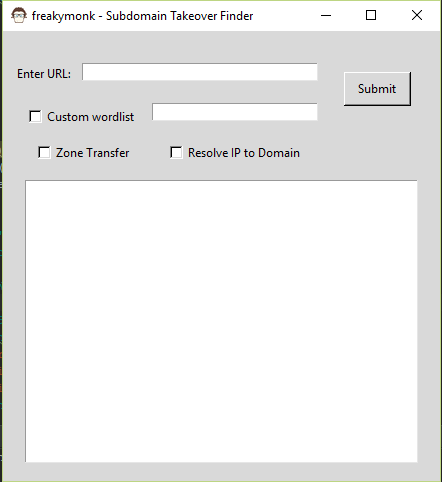 freakymonk - Subdomain Takeover Finder
Enter URL:
Submit
Custom wordlist
Zone Transfer
Resolve IP to Domain